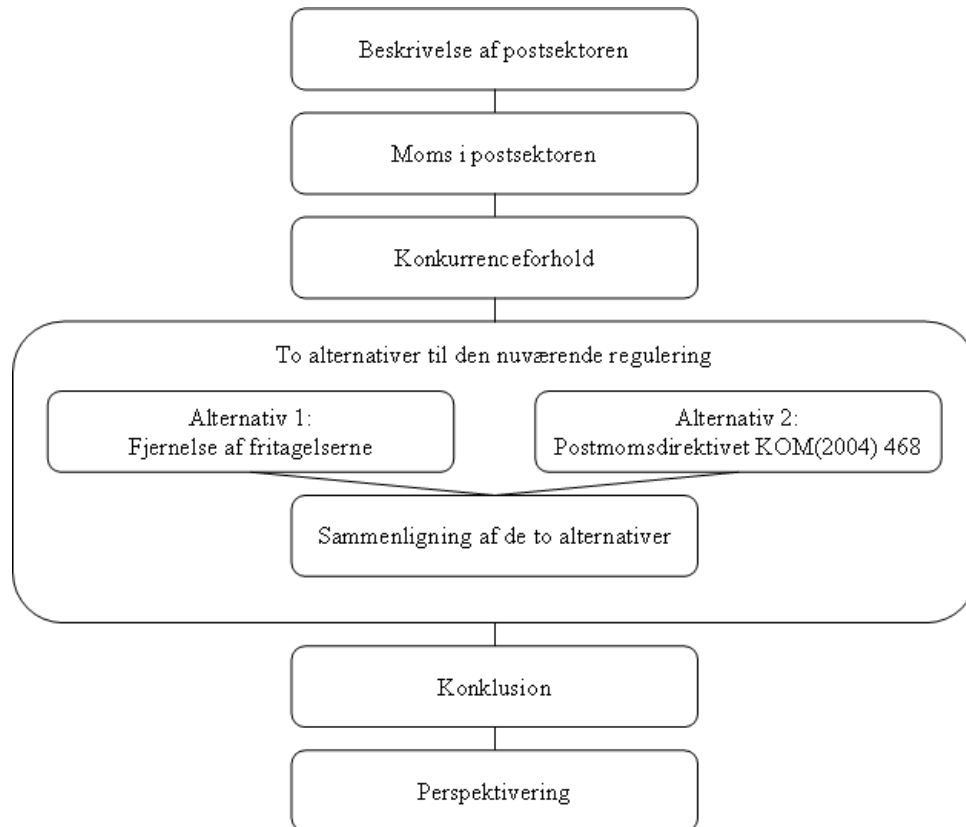 Beskrivelse af postsektoren
Moms i postsektoren
Konkurrenceforhold
To alternativer til den nuværende regulering
Alternativ 1:
Fjernelse af fritagelserne
Alternativ 2:
Postmomsdirektivet KOM(2004) 468
Sammenligning af de to alternativer
Konklusion
Perspektivering